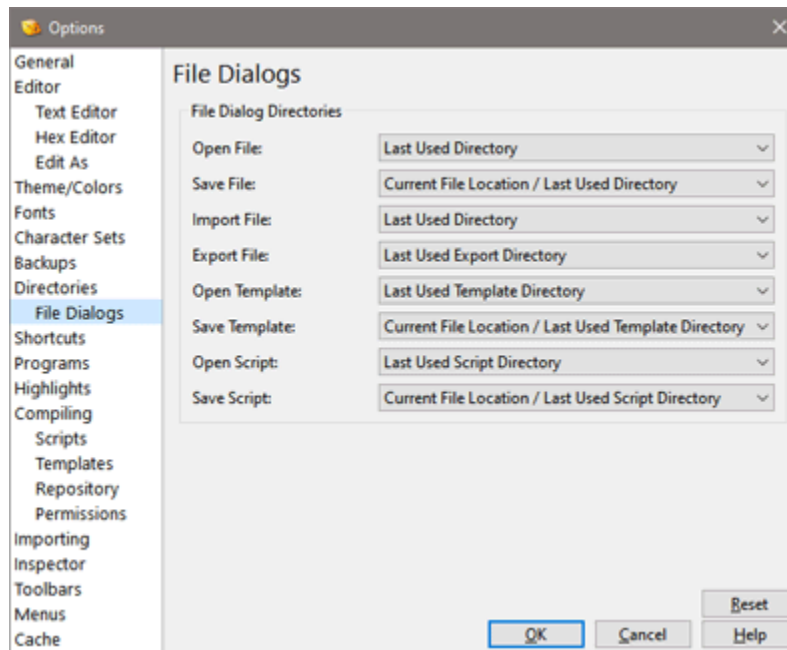 Options
General
Editor
Text Editor
Hex Editor
Edit As
Theme/Colors
Fonts
Character Sets
Backups
Directories
File Dialogs
Shortcuts
Programs
Highlights
Compiling
Scripts
Templates
Repository
Permissions
Importing
Inspector
Toolbars
Menus
Cache
File Dialogs
File Dialog Directories
Open File: Last Used Directory
Save File: Current File Location / Last Used Directory
Import File: Last Used Directory
Export File: Last Used Export Directory
Open Template: Last Used Template Directory
Save Template: Current File Location / Last Used Template Directory
Open Script: Last Used Script Directory
Save Script: Current File Location / Last Used Script Directory
Reset
OK Cancel Help